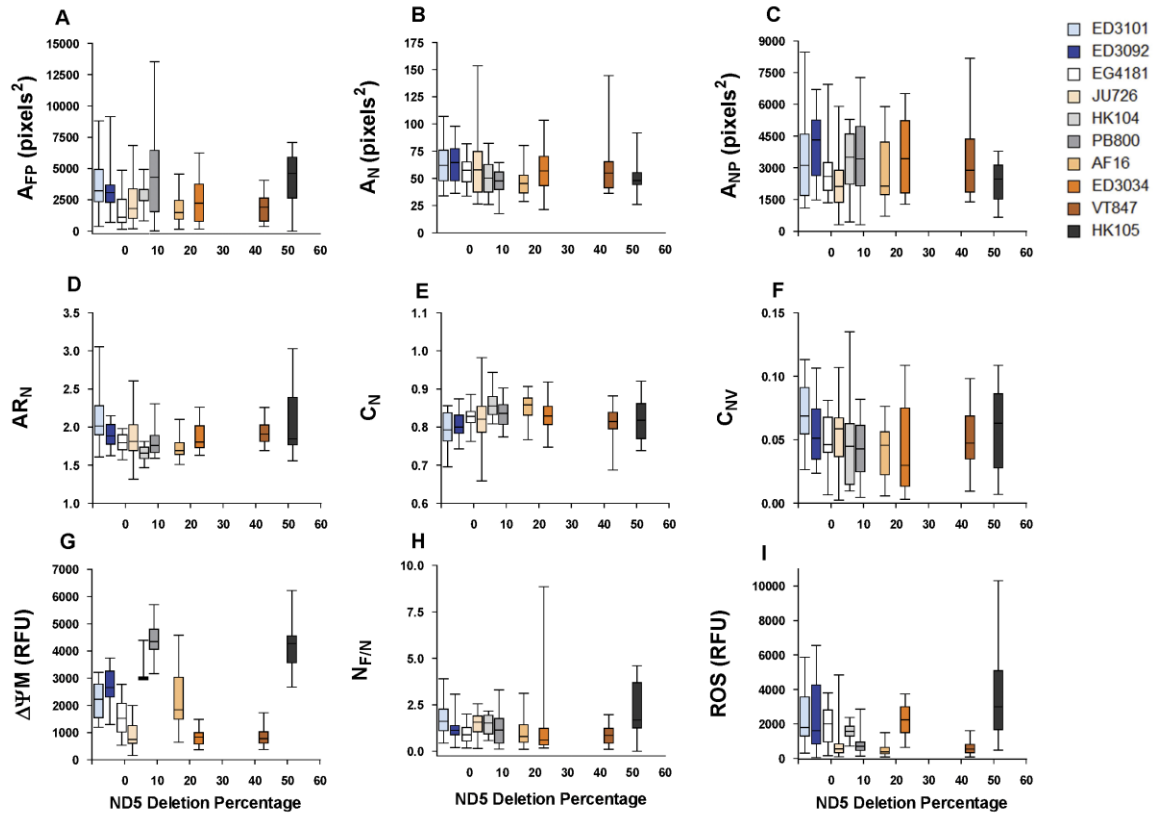 A
B
C
A_FP (pixels²)
15000
12500
10000
7500
5000
2500
0
0 10 20 30 40 50 60
A_N (pixels²)
175
150
125
100
75
50
25
0
0 10 20 30 40 50 60
A_NP (pixels²)
9000
7500
6000
4500
3000
1500
0
0 10 20 30 40 50 60
ED3101
ED3092
EG4181
JU726
HK104
PB800
AF16
ED3034
VT847
HK105
D
E
F
AR_N
3.5
3.0
2.5
2.0
1.5
1.0
0 10 20 30 40 50 60
C_N
1.1
1.0
0.9
0.8
0.7
0.6
0 10 20 30 40 50 60
C_NV
0.15
0.10
0.05
0.00
0 10 20 30 40 50 60
G
H
I
ΔΨM (RFU)
7000
6000
5000
4000
3000
2000
1000
0
0 10 20 30 40 50 60
ND5 Deletion Percentage
N_F/N
10.0
7.5
5.0
2.5
0.0
0 10 20 30 40 50 60
ND5 Deletion Percentage
ROS (RFU)
10000
8000
6000
4000
2000
0
0 10 20 30 40 50 60
ND5 Deletion Percentage